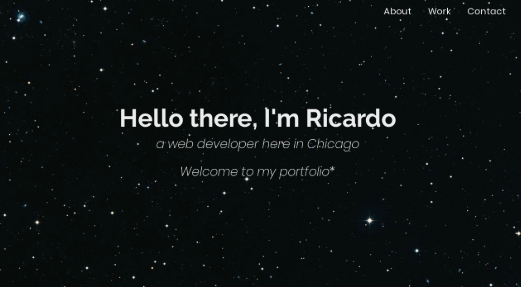 About Work Contact
Hello there, I'm Ricardo
a web developer here in Chicago
Welcome to my portfolio*